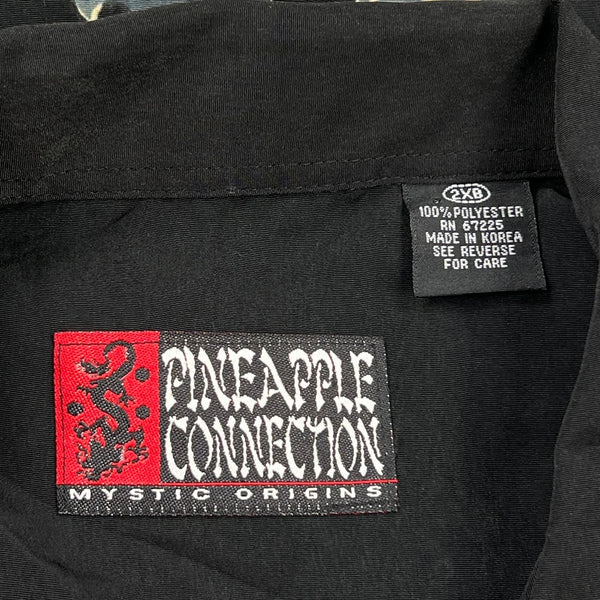 2XB
100% POLYESTER
RN 67225
MADE IN KOREA
SEE REVERSE
FOR CARE
PINEAPPLE
CONNECTION
MYSTIC ORIGINS